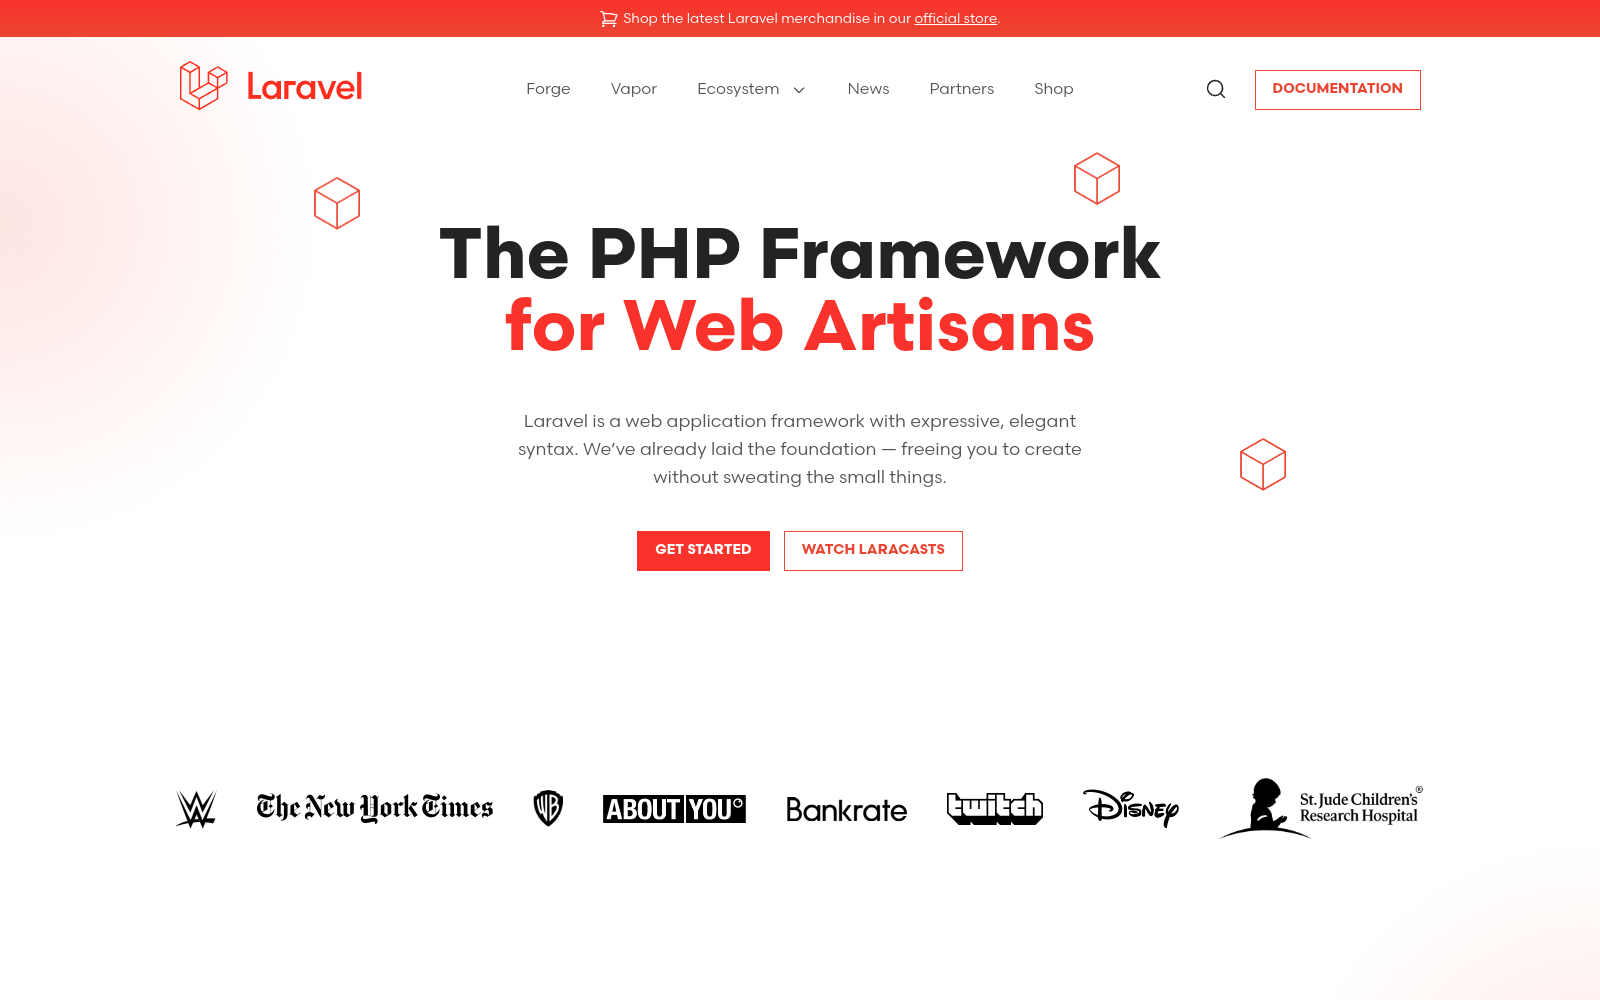 Shop the latest Laravel merchandise in our official store.
Laravel
Forge
Vapor
Ecosystem
News
Partners
Shop
DOCUMENTATION
The PHP Framework
for Web Artisans
Laravel is a web application framework with expressive, elegant
syntax. We’ve already laid the foundation — freeing you to create
without sweating the small things.
GET STARTED
WATCH LARACASTS
W
The New York Times
WB
ABOUT YOU°
Bankrate
twitch
Disney
St. Jude Children's®
Research Hospital